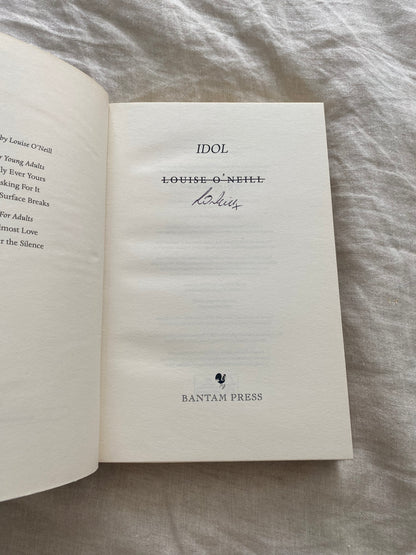 by Louise O'Neill
Young Adults
ly Ever Yours
sking For It
Surface Breaks
For Adults
lmost Love
r the Silence
IDOL
LOUISE O'NEILL
BANTAM PRESS